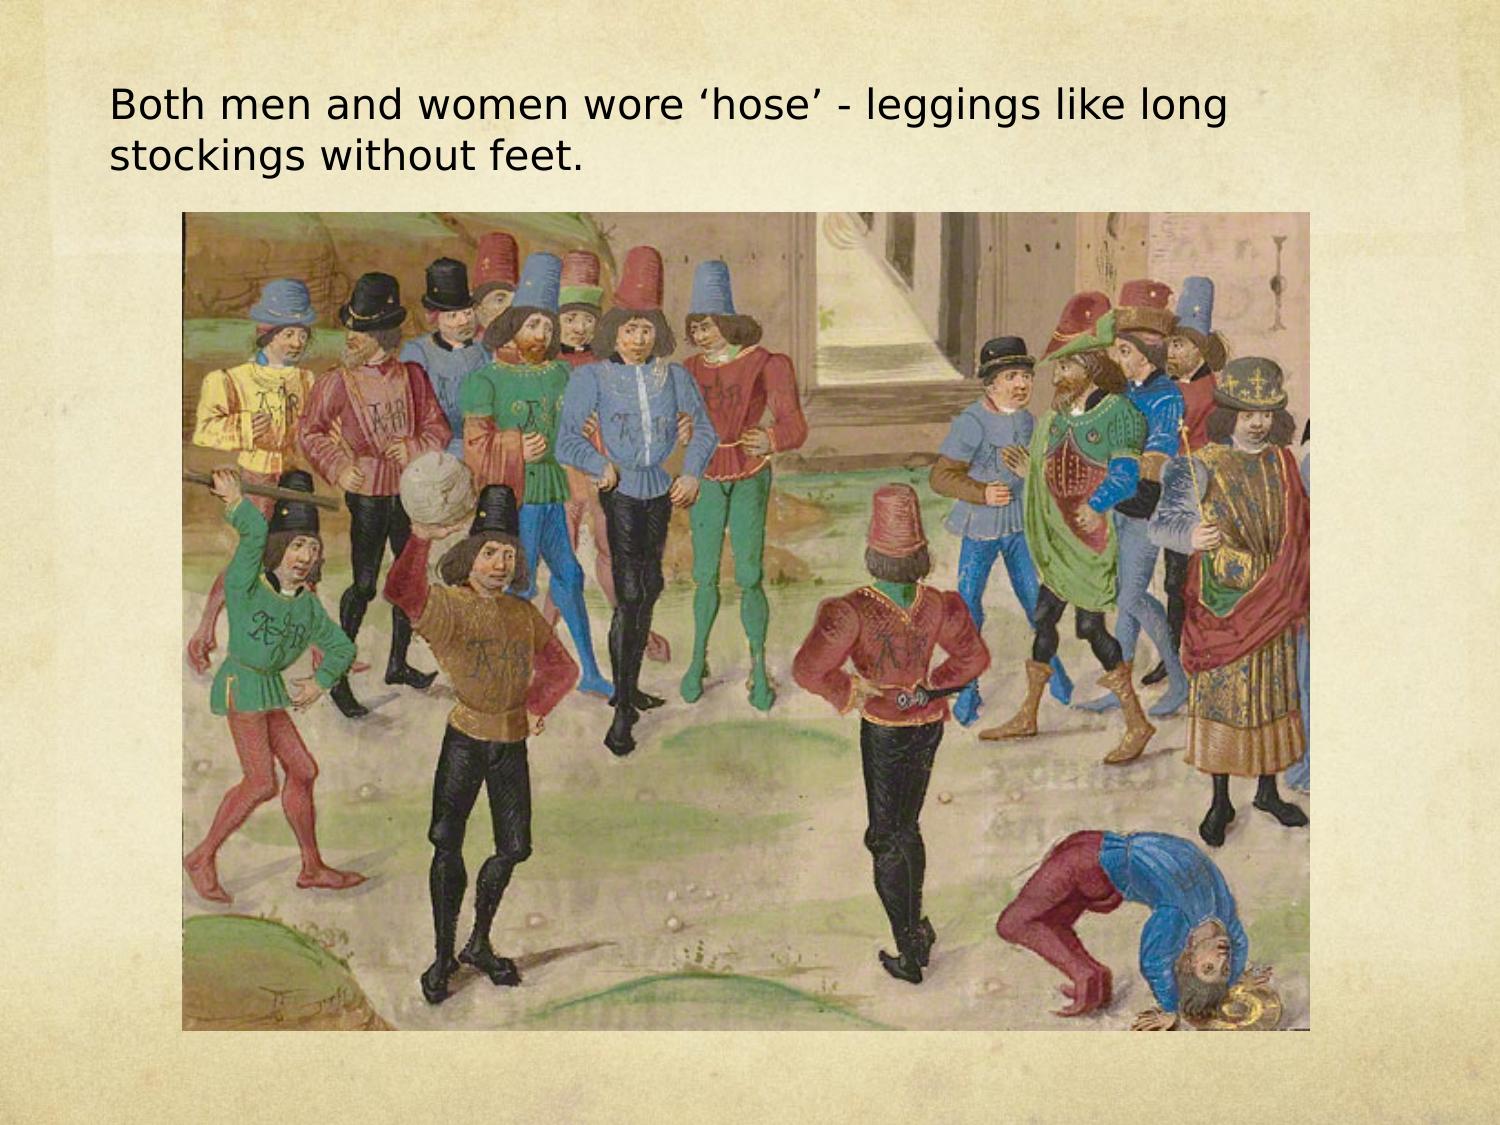 Both men and women wore ‘hose’ - leggings like long
stockings without feet.